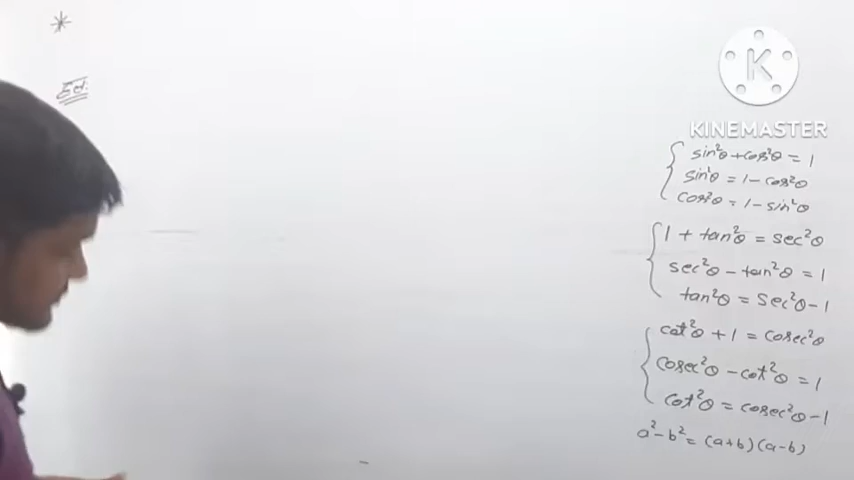 *
हल:
K
KINEMASTER
sin²θ + cos²θ = 1
sin²θ = 1 - cos²θ
cos²θ = 1 - sin²θ
1 + tan²θ = sec²θ
sec²θ - tan²θ = 1
tan²θ = sec²θ - 1
cot²θ + 1 = cosec²θ
cosec²θ - cot²θ = 1
cot²θ = cosec²θ - 1
a² - b² = (a+b) (a-b)